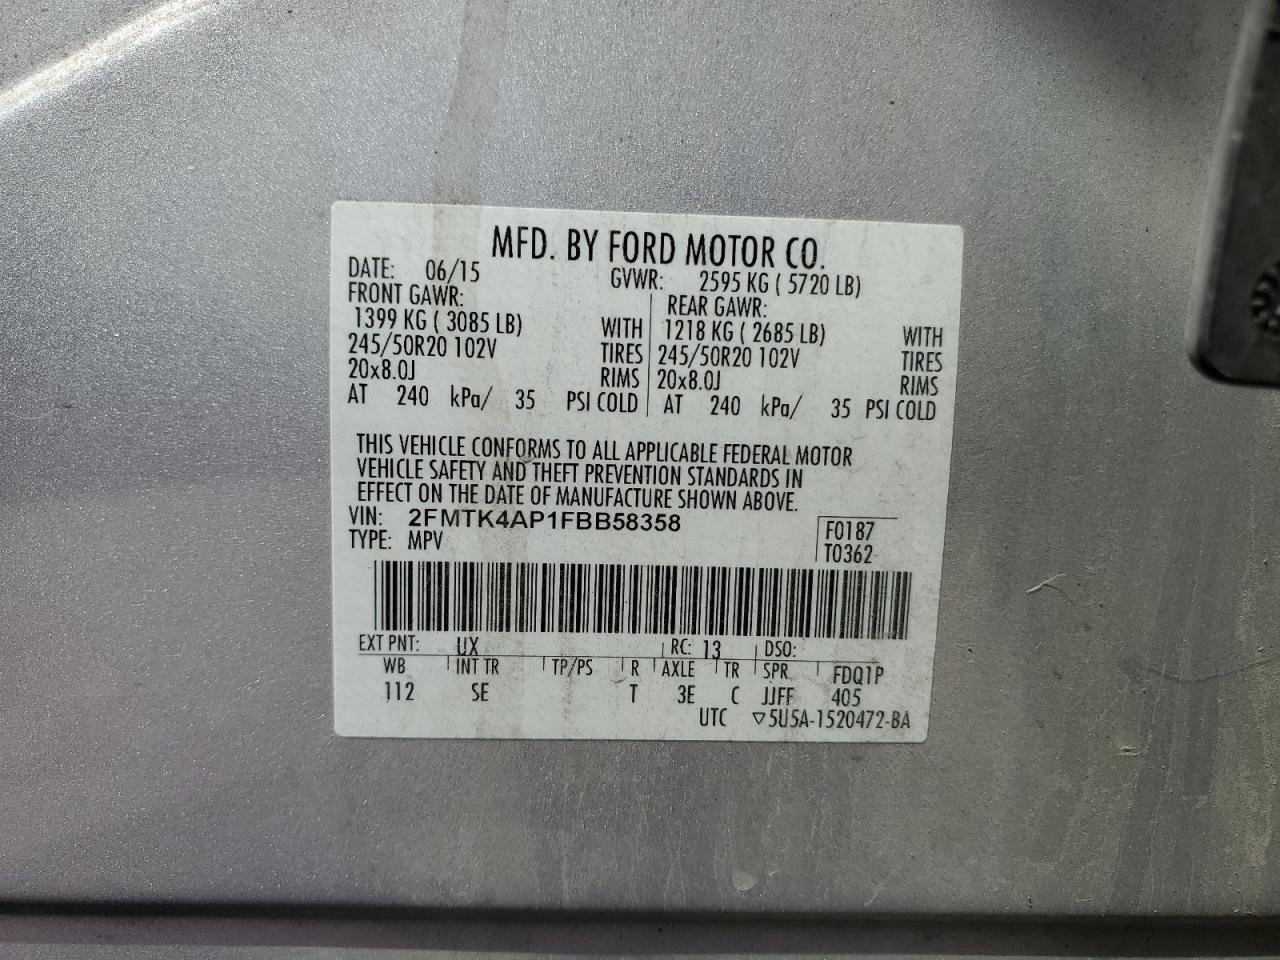 MFD. BY FORD MOTOR CO.
DATE: 06/15 GVWR: 2595 KG ( 5720 LB)
FRONT GAWR: REAR GAWR:
1399 KG ( 3085 LB) WITH 1218 KG ( 2685 LB) WITH
245/50R20 102V TIRES 245/50R20 102V TIRES
20x8.0J RIMS 20x8.0J RIMS
AT 240 kPa/ 35 PSI COLD AT 240 kPa/ 35 PSI COLD
THIS VEHICLE CONFORMS TO ALL APPLICABLE FEDERAL MOTOR
VEHICLE SAFETY AND THEFT PREVENTION STANDARDS IN
EFFECT ON THE DATE OF MANUFACTURE SHOWN ABOVE.
VIN: 2FMTK4AP1FBB58358 F0187
TYPE: MPV T0362
EXT PNT: UX RC: 13 DSO:
WB INT TR TP/PS R AXLE TR SPR FDQ1P
112 SE T 3E C JJFF 405
UTC ▽5U5A-1520472-BA